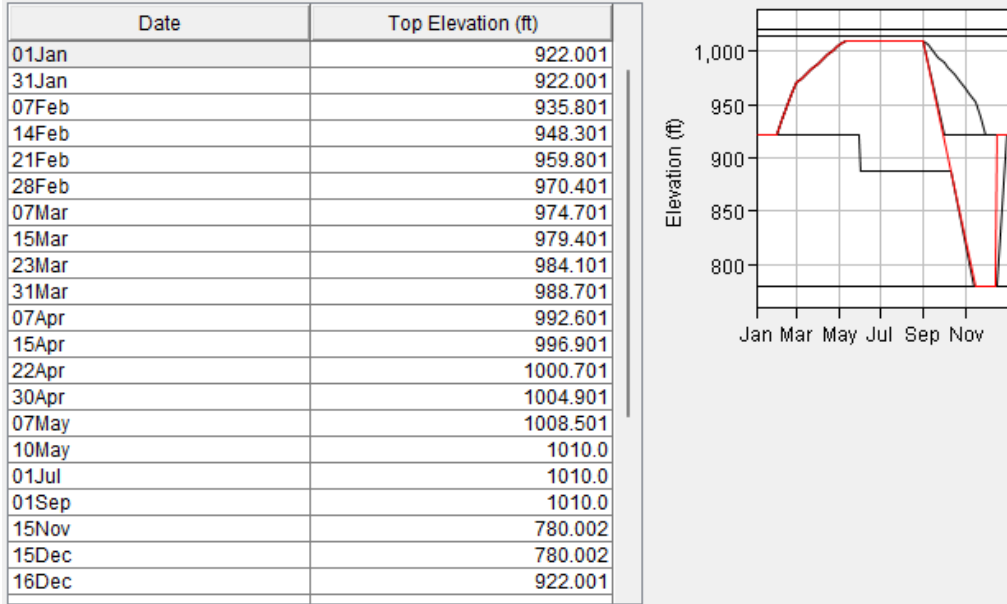 Date Top Elevation (ft)
01Jan 922.001
31Jan 922.001
07Feb 935.801
14Feb 948.301
21Feb 959.801
28Feb 970.401
07Mar 974.701
15Mar 979.401
23Mar 984.101
31Mar 988.701
07Apr 992.601
15Apr 996.901
22Apr 1000.701
30Apr 1004.901
07May 1008.501
10May 1010.0
01Jul 1010.0
01Sep 1010.0
15Nov 780.002
15Dec 780.002
16Dec 922.001
Elevation (ft)
1,000
950
900
850
800
Jan Mar May Jul Sep Nov